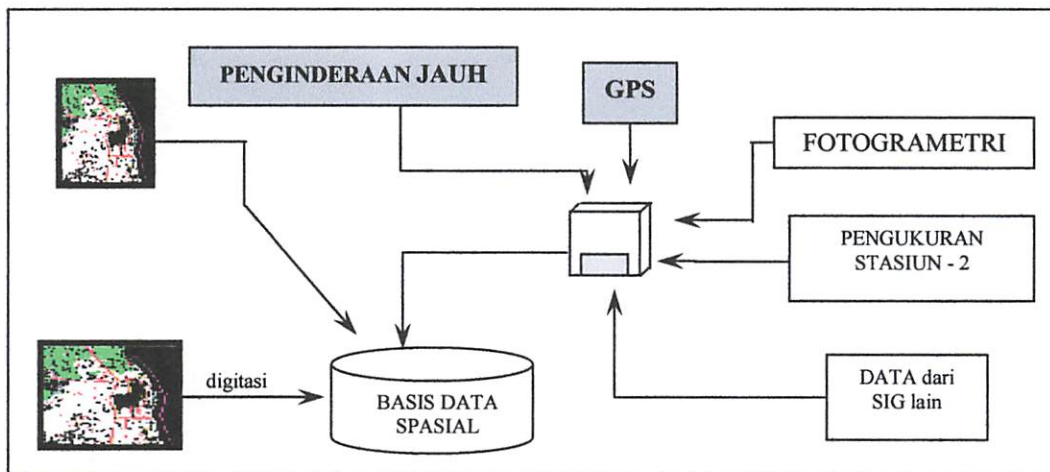 PENGINDERAAN JAUH
GPS
FOTOGRAMETRI
PENGUKURAN
STASIUN - 2
digitasi
BASIS DATA
SPASIAL
DATA dari
SIG lain